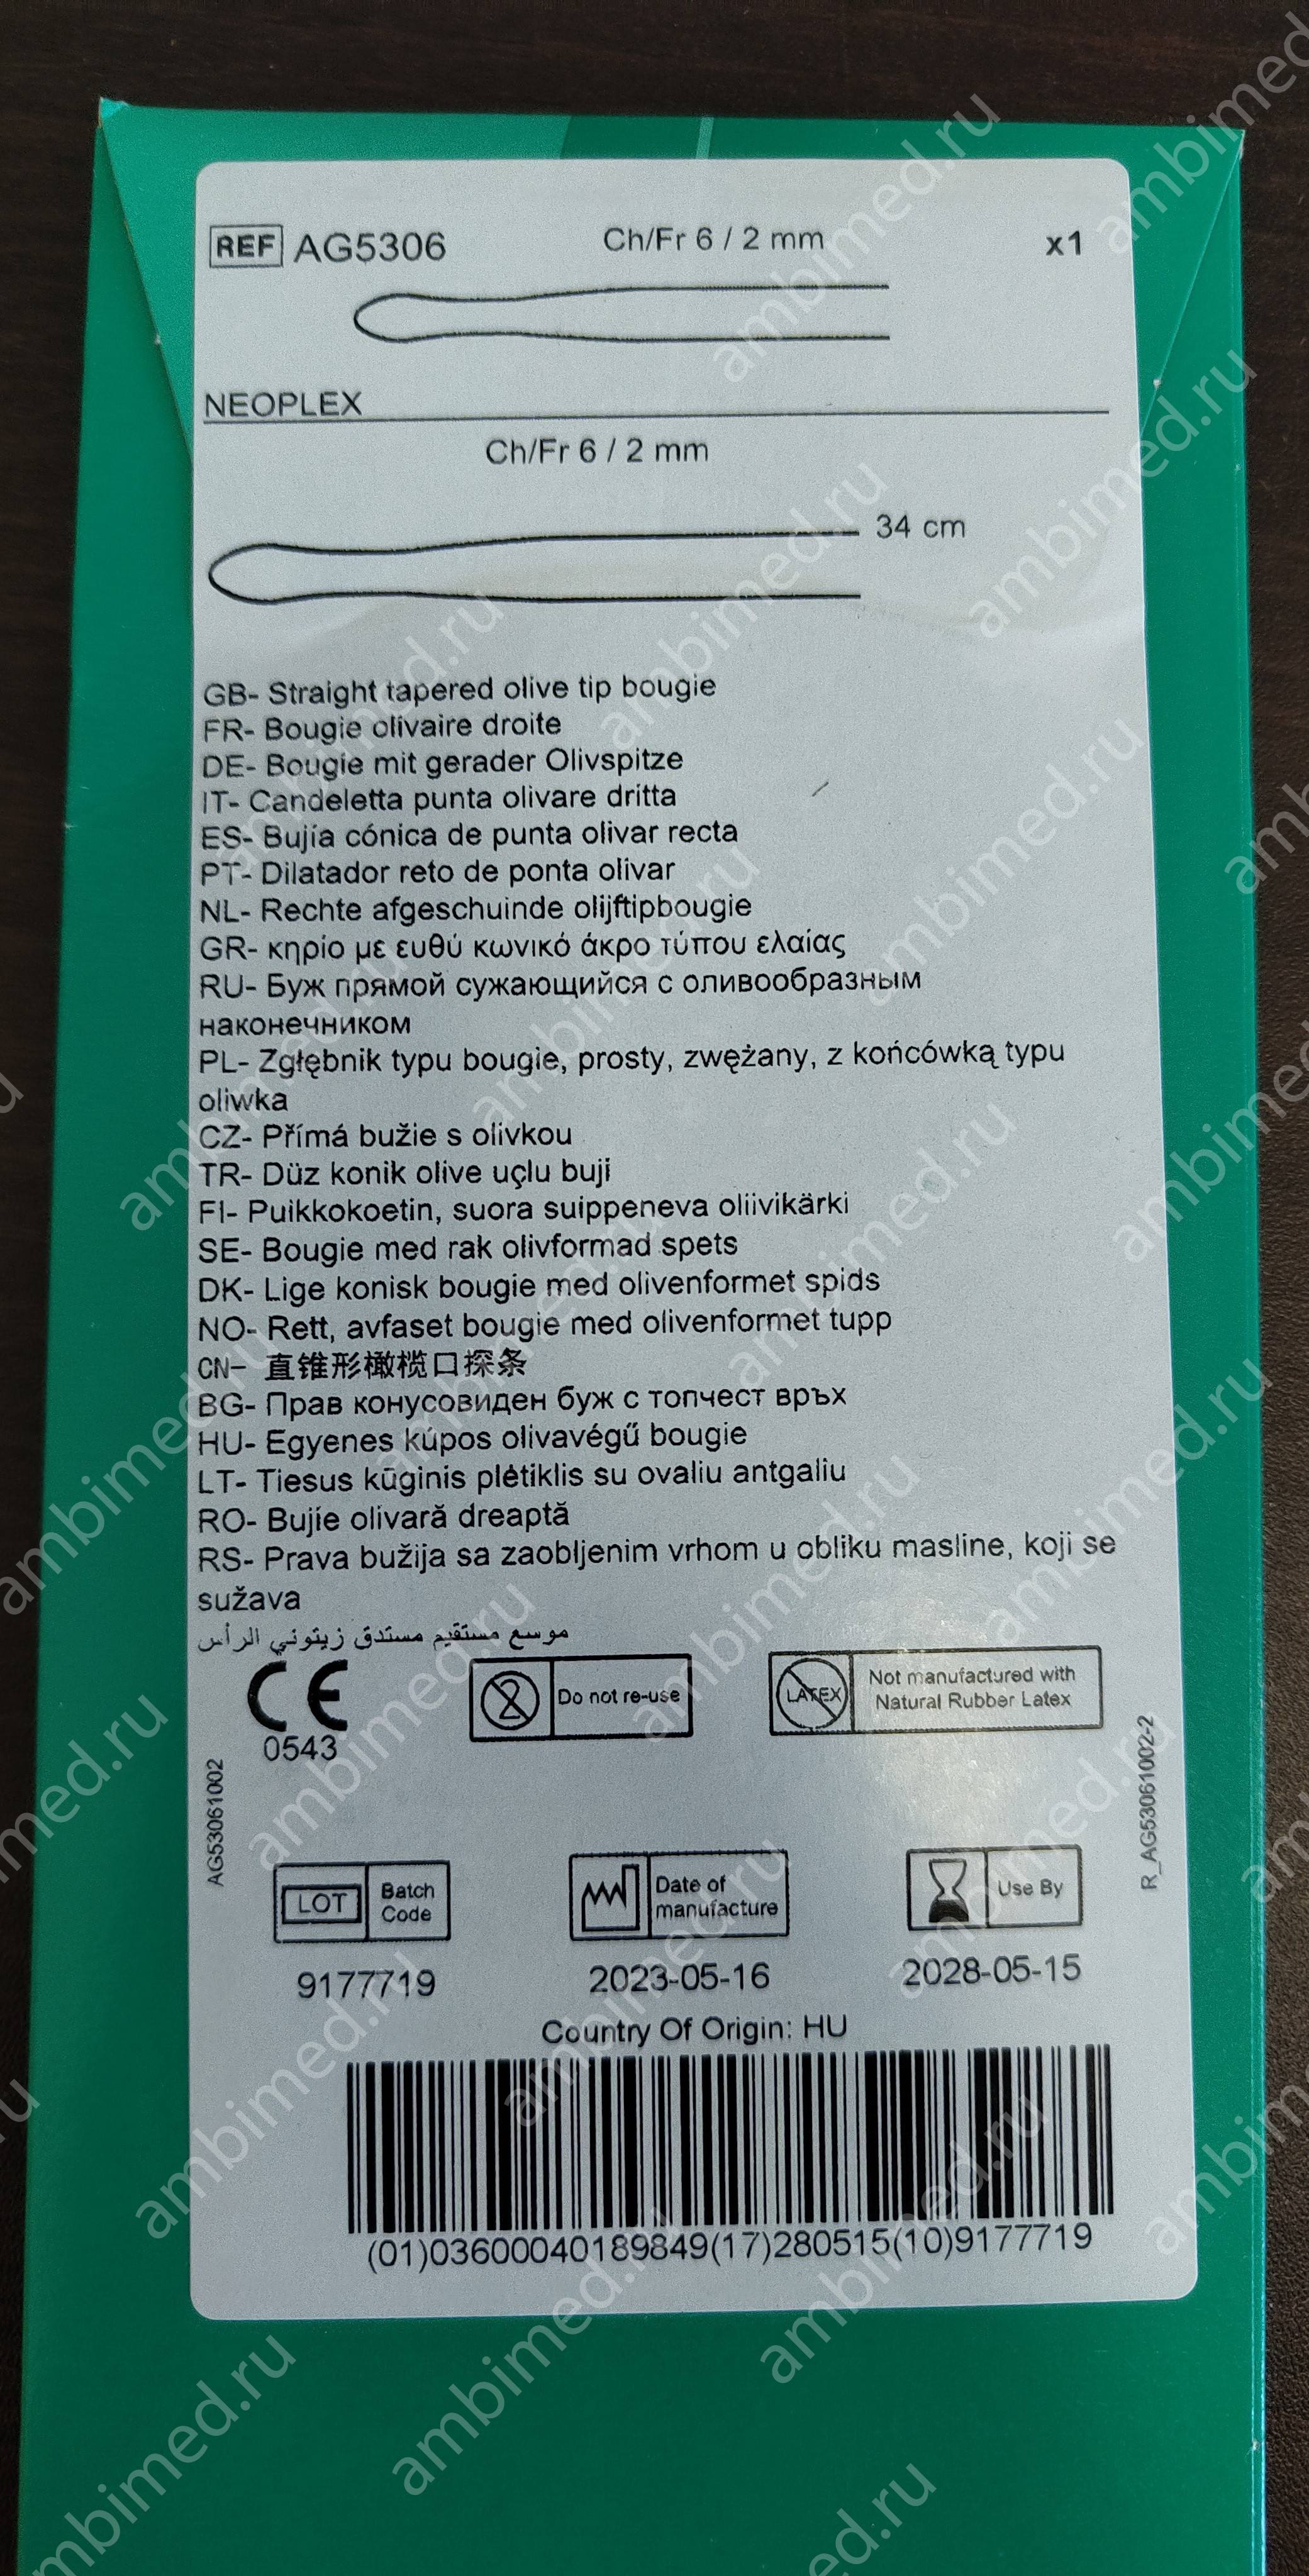 REF AG5306 Ch/Fr 6 / 2 mm x1
NEOPLEX
Ch/Fr 6 / 2 mm
34 cm
GB- Straight tapered olive tip bougie
FR- Bougie olivaire droite
DE- Bougie mit gerader Olivspitze
IT- Candeletta punta olivare dritta
ES- Bujía cónica de punta olivar recta
PT- Dilatador reto de ponta olivar
NL- Rechte afgeschuinde olijftipbougie
GR- κηρίο με ευθύ κωνικό άκρο τύπου ελαίας
RU- Буж прямой сужающийся с оливообразным
наконечником
PL- Zgłębnik typu bougie, prosty, zwężany, z końcówką typu
oliwka
CZ- Přímá bužie s olivkou
TR- Düz konik olive uçlu buji
FI- Puikkokoetin, suora suippeneva oliivikärki
SE- Bougie med rak olivformad spets
DK- Lige konisk bougie med olivenformet spids
NO- Rett, avfaset bougie med olivenformet tupp
CN- 直锥形橄榄口探条
BG- Прав конусовиден буж с топчест връх
HU- Egyenes kúpos olivavégű bougie
LT- Tiesus kūginis plėtiklis su ovaliu antgaliu
RO- Bujie olivară dreaptă
RS- Prava bužija sa zaobljenim vrhom u obliku masline, koji se
sužava
موسع مستقيم مستدق زيتوني الرأس
CE
0543
2 Do not re-use
LATEX Not manufactured with
Natural Rubber Latex
AG53061002
R_AG53061002-2
LOT Batch
Code
Date of
manufacture
Use By
9177719 2023-05-16 2028-05-15
Country Of Origin: HU
(01)03600040189849(17)280515(10)9177719
ambimed.ru